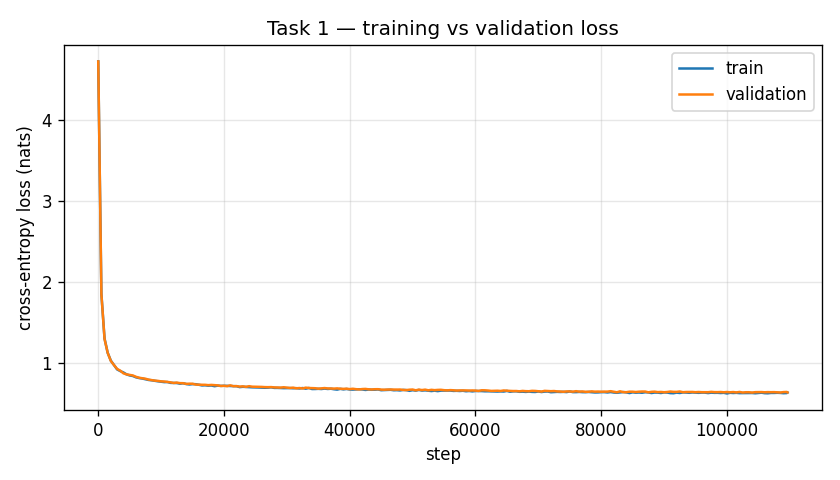 Task 1 — training vs validation loss
train
validation
cross-entropy loss (nats)
4
3
2
1
0
20000
40000
60000
80000
100000
step